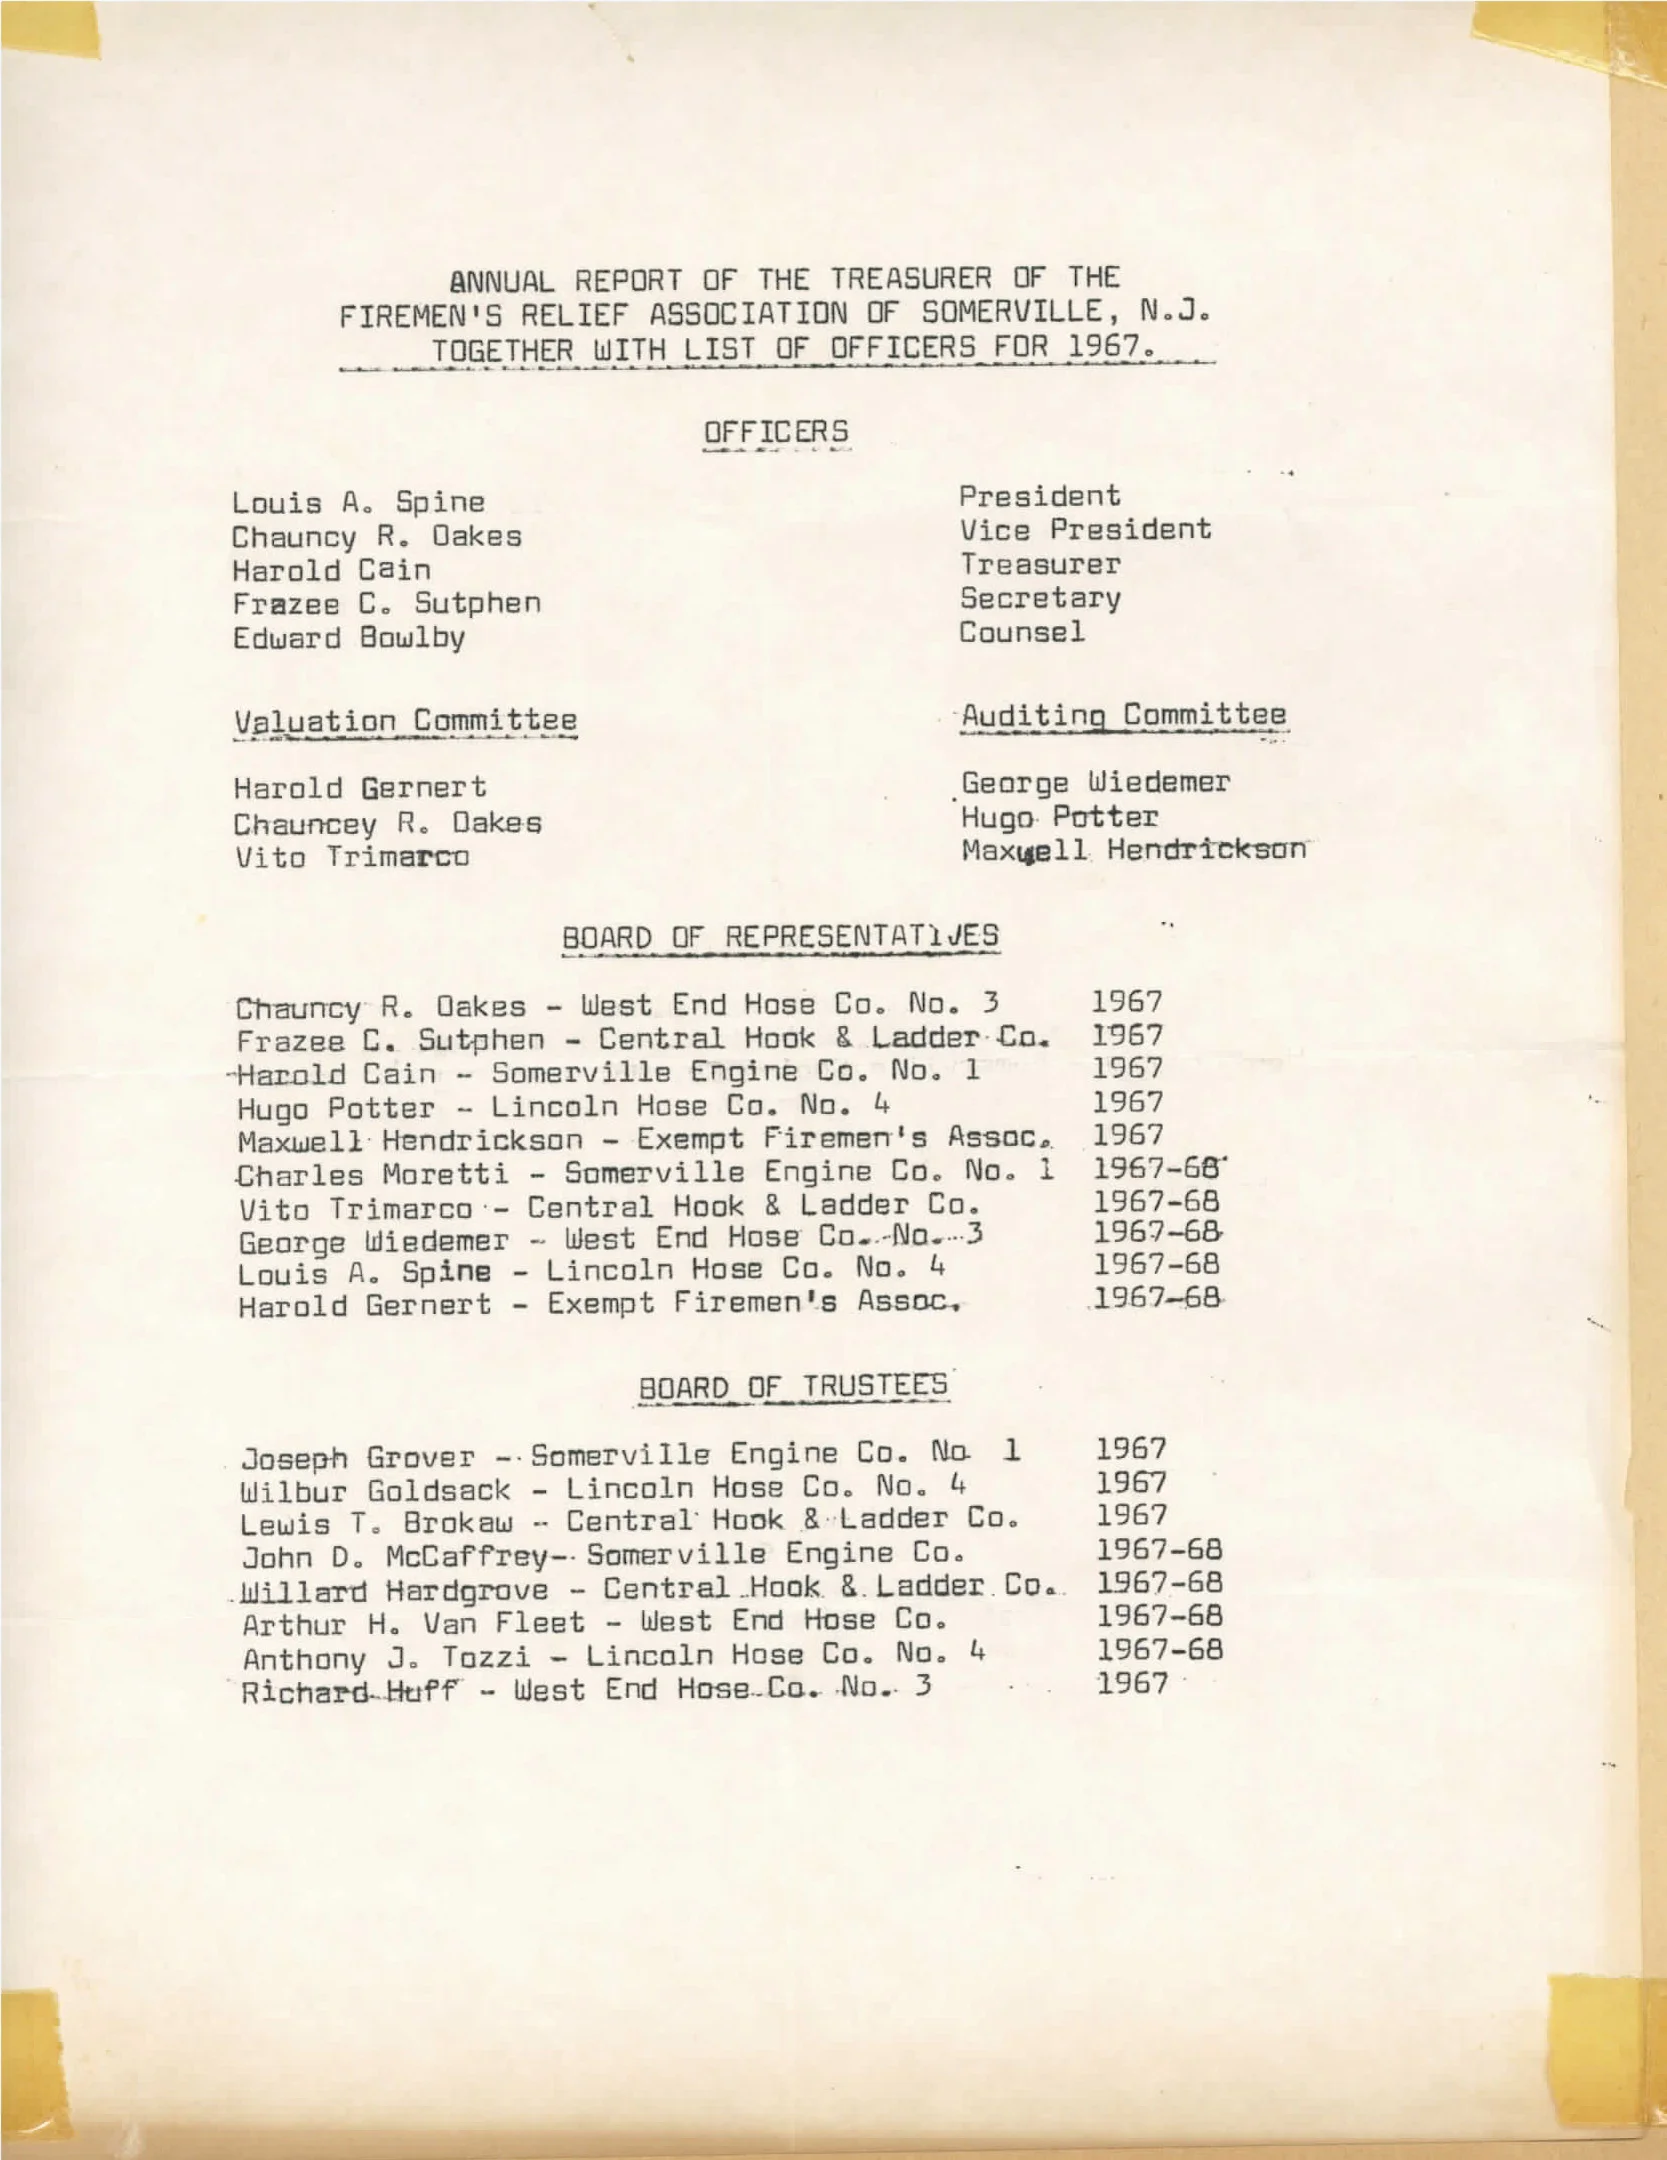 ANNUAL REPORT OF THE TREASURER OF THE
FIREMEN'S RELIEF ASSOCIATION OF SOMERVILLE, N.J.
TOGETHER WITH LIST OF OFFICERS FOR 1967.
OFFICERS
Louis A. Spine President
Chauncy R. Oakes Vice President
Harold Cain Treasurer
Frazee C. Sutphen Secretary
Edward Bowlby Counsel
Valuation Committee Auditing Committee
Harold Gernert George Wiedemer
Chauncey R. Oakes Hugo Potter
Vito Trimarco Maxwell Hendrickson
BOARD OF REPRESENTATIVES
Chauncy R. Oakes - West End Hose Co. No. 3 1967
Frazee C. Sutphen - Central Hook & Ladder Co. 1967
Harold Cain - Somerville Engine Co. No. 1 1967
Hugo Potter - Lincoln Hose Co. No. 4 1967
Maxwell Hendrickson - Exempt Firemen's Assoc. 1967
Charles Moretti - Somerville Engine Co. No. 1 1967-68
Vito Trimarco - Central Hook & Ladder Co. 1967-68
George Wiedemer - West End Hose Co. No. 3 1967-68
Louis A. Spine - Lincoln Hose Co. No. 4 1967-68
Harold Gernert - Exempt Firemen's Assoc. 1967-68
BOARD OF TRUSTEES
Joseph Grover - Somerville Engine Co. No 1 1967
Wilbur Goldsack - Lincoln Hose Co. No. 4 1967
Lewis T. Brokaw - Central Hook & Ladder Co. 1967
John D. McCaffrey- Somerville Engine Co. 1967-68
Willard Hardgrove - Central Hook & Ladder Co. 1967-68
Arthur H. Van Fleet - West End Hose Co. 1967-68
Anthony J. Tozzi - Lincoln Hose Co. No. 4 1967-68
Richard Huff - West End Hose Co. No. 3 1967